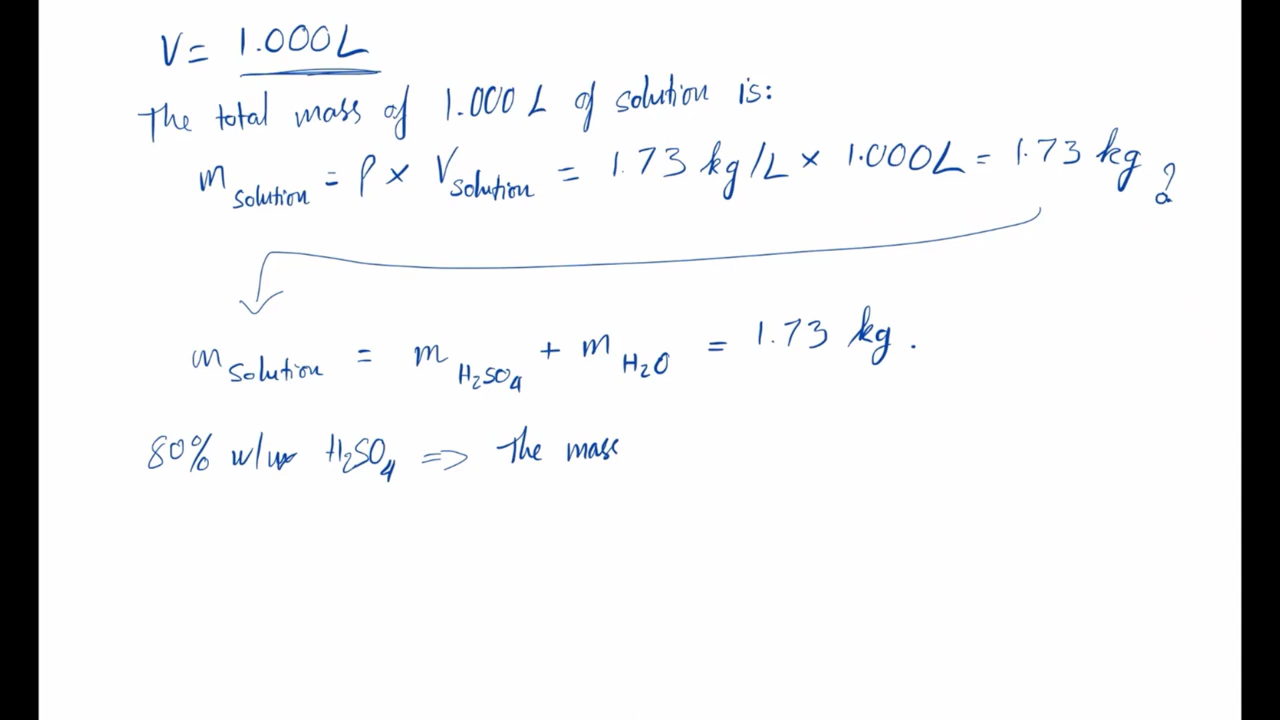 V = 1.000L
The total mass of 1.000 L of solution is:
m solution = ρ × V solution = 1.73 kg/L × 1.000L = 1.73 kg ?
m solution = m H₂SO₄ + m H₂O = 1.73 kg.
80% w/w H₂SO₄ => The mass